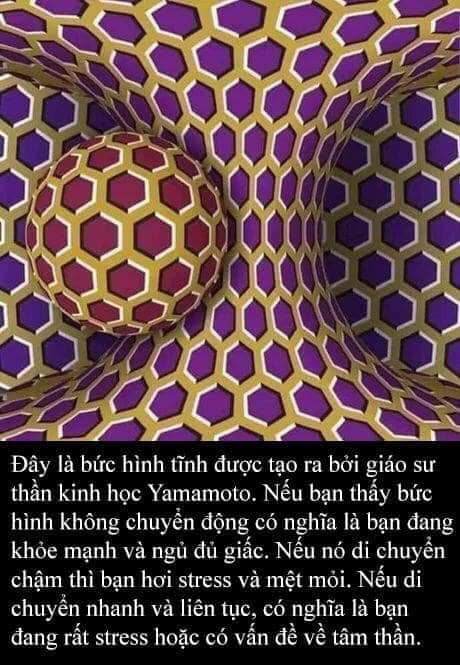 Đây là bức hình tĩnh được tạo ra bởi giáo sư
thần kinh học Yamamoto. Nếu bạn thấy bức
hình không chuyển động có nghĩa là bạn đang
khỏe mạnh và ngủ đủ giấc. Nếu nó di chuyển
chậm thì bạn hơi stress và mệt mỏi. Nếu di
chuyển nhanh và liên tục, có nghĩa là bạn
đang rất stress hoặc có vấn đề về tâm thần.